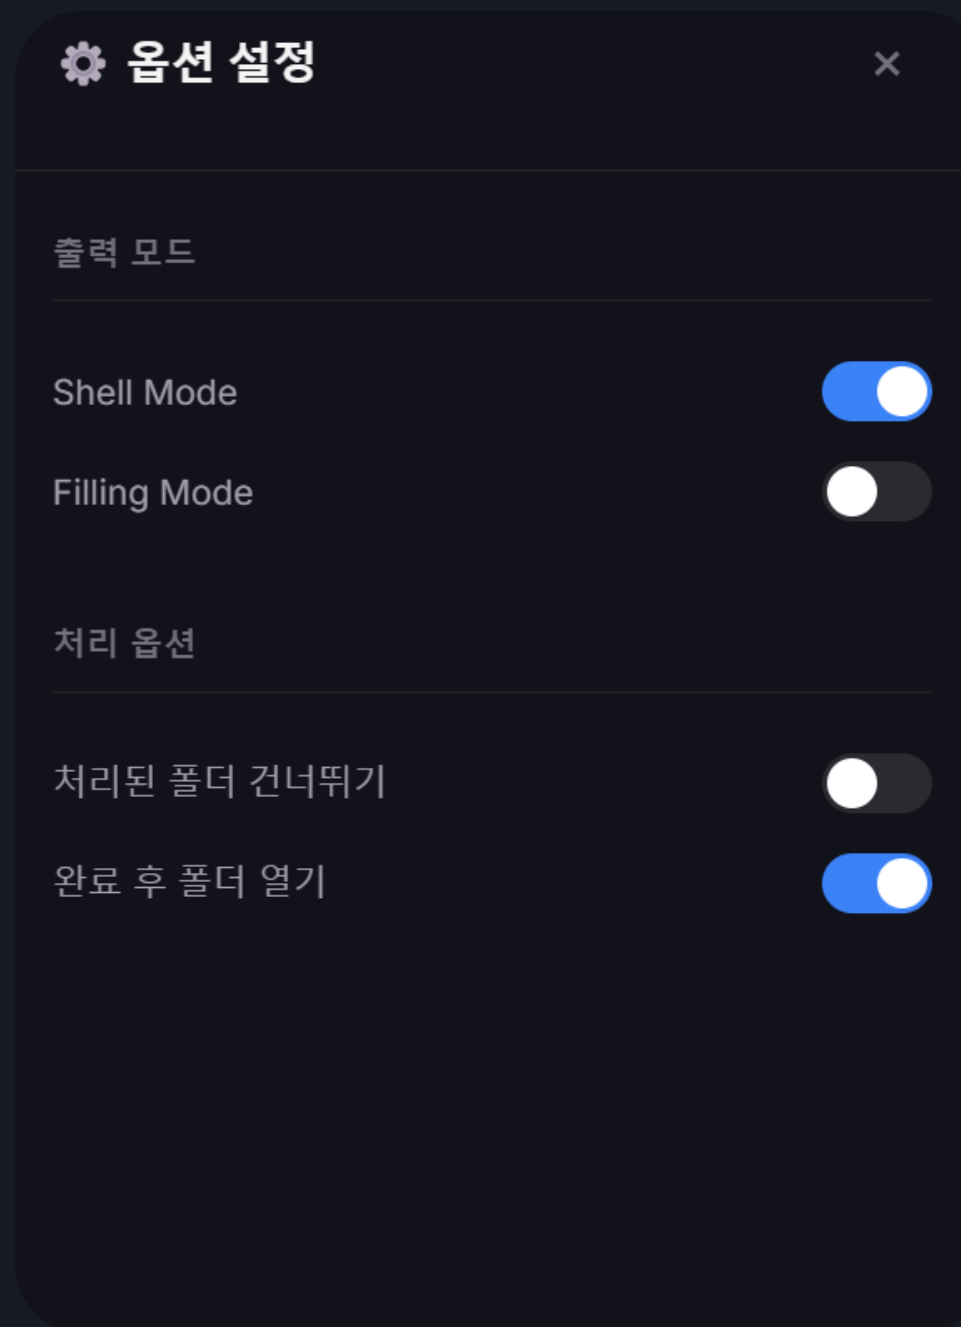 옵션 설정
출력 모드
Shell Mode
Filling Mode
처리 옵션
처리된 폴더 건너뛰기
완료 후 폴더 열기